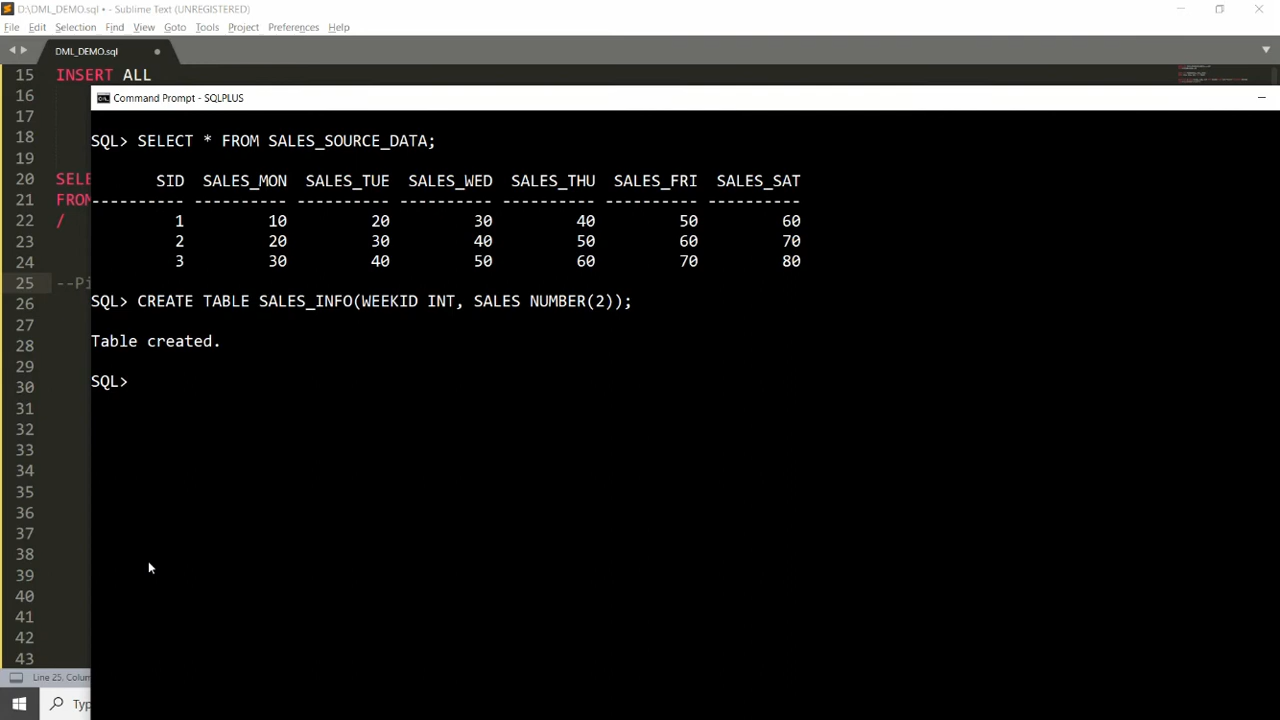 D:\DML_DEMO.sql • - Sublime Text (UNREGISTERED)
File Edit Selection Find View Goto Tools Project Preferences Help
DML_DEMO.sql
15 INSERT ALL
16
17
18
19
20 SELE
21 FROM
22 /
23
24
25 --Pi
26
27
28
29
30
31
32
33
34
35
36
37
38
39
40
41
42
43
Command Prompt - SQLPLUS
SQL> SELECT * FROM SALES_SOURCE_DATA;
SID SALES_MON SALES_TUE SALES_WED SALES_THU SALES_FRI SALES_SAT
---------- ---------- ---------- ---------- ---------- ---------- ----------
1 10 20 30 40 50 60
2 20 30 40 50 60 70
3 30 40 50 60 70 80
SQL> CREATE TABLE SALES_INFO(WEEKID INT, SALES NUMBER(2));
Table created.
SQL>
Line 25, Colum
Typ